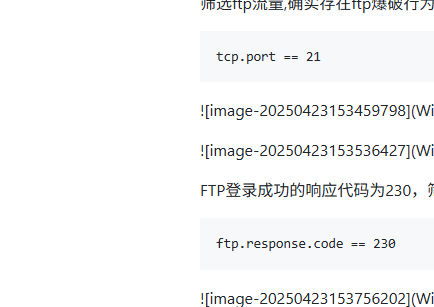 筛选ftp流量,确实存在ftp爆破行为
tcp.port == 21
![image-20250423153459798](Wi
![image-20250423153536427](Wi
FTP登录成功的响应代码为230，
ftp.response.code == 230
![image-20250423153756202](Wi